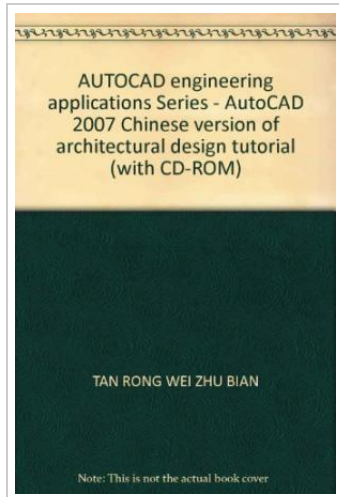 AUTOCAD engineering
applications Series - AutoCAD
2007 Chinese version of
architectural design tutorial
(with CD-ROM)
TAN RONG WEI ZHU BIAN
Note: This is not the actual book cover